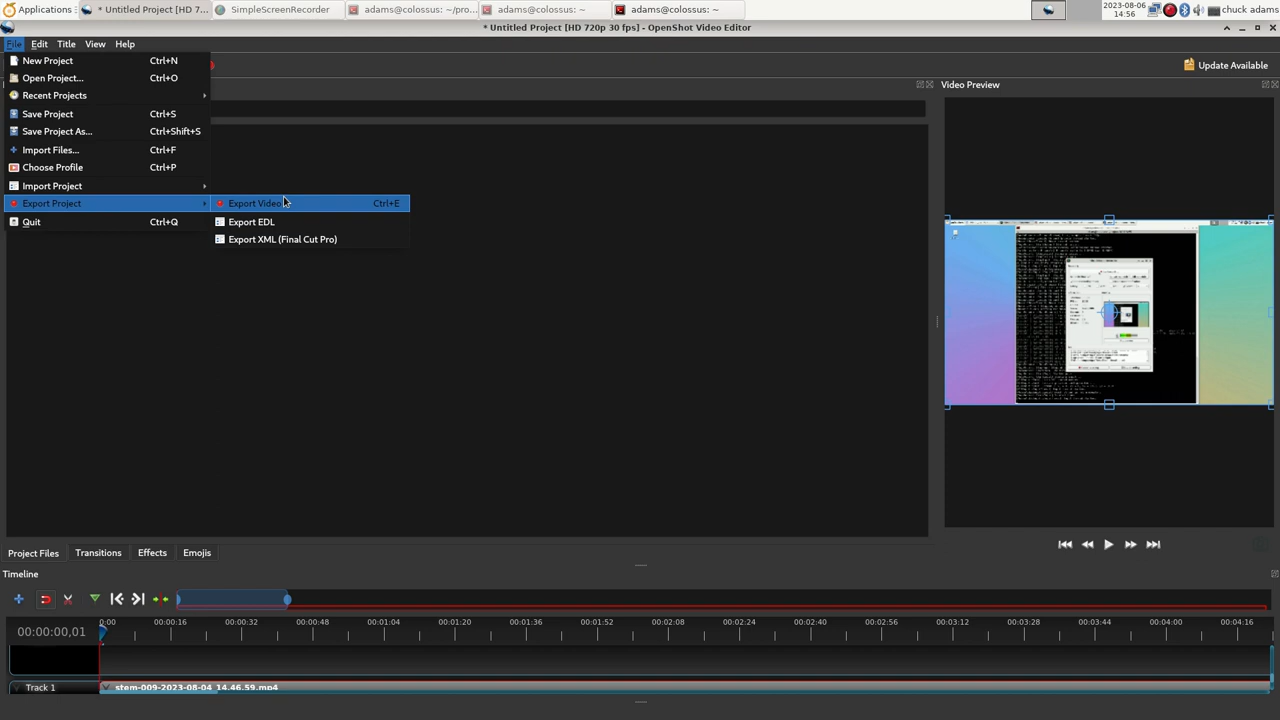 Applications
* Untitled Project [HD 7...
SimpleScreenRecorder
adams@colossus: ~/pro...
adams@colossus: ~
adams@colossus: ~
2023-08-06
14:56
chuck adams
* Untitled Project [HD 720p 30 fps] - OpenShot Video Editor
File Edit Title View Help
New Project Ctrl+N
Open Project... Ctrl+O
Recent Projects
Save Project Ctrl+S
Save Project As... Ctrl+Shift+S
Import Files... Ctrl+F
Choose Profile Ctrl+P
Import Project
Export Project
Quit Ctrl+Q
Export Video Ctrl+E
Export EDL
Export XML (Final Cut Pro)
Update Available
Video Preview
Project Files Transitions Effects Emojis
Timeline
00:00:00,01
0:00 00:00:16 00:00:32 00:00:48 00:01:04 00:01:20 00:01:36 00:01:52 00:02:08 00:02:24 00:02:40 00:02:56 00:03:12 00:03:28 00:03:44 00:04:00 00:04:16
Track 1
stem-009-2023-08-04_14.46.59.mp4